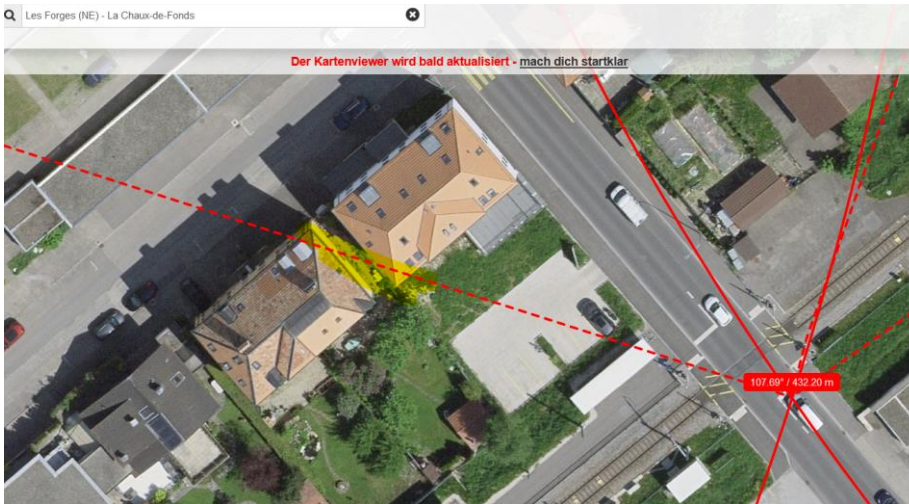 Les Forges (NE) - La Chaux-de-Fonds
Der Kartenviewer wird bald aktualisiert - mach dich startklar
107.69° / 432.20 m